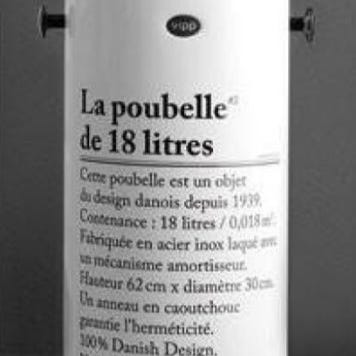 vipp
La poubelle
de 18 litres
Cette poubelle est un objet
du design danois depuis 1939.
Contenance : 18 litres / 0,018
Fabriquée en acier inox laqué avec
un mécanisme amortisseur.
Hauteur 62 cm x diamètre 30 cm.
Un anneau en caoutchouc
garantie l'herméticité.
100% Danish Design.